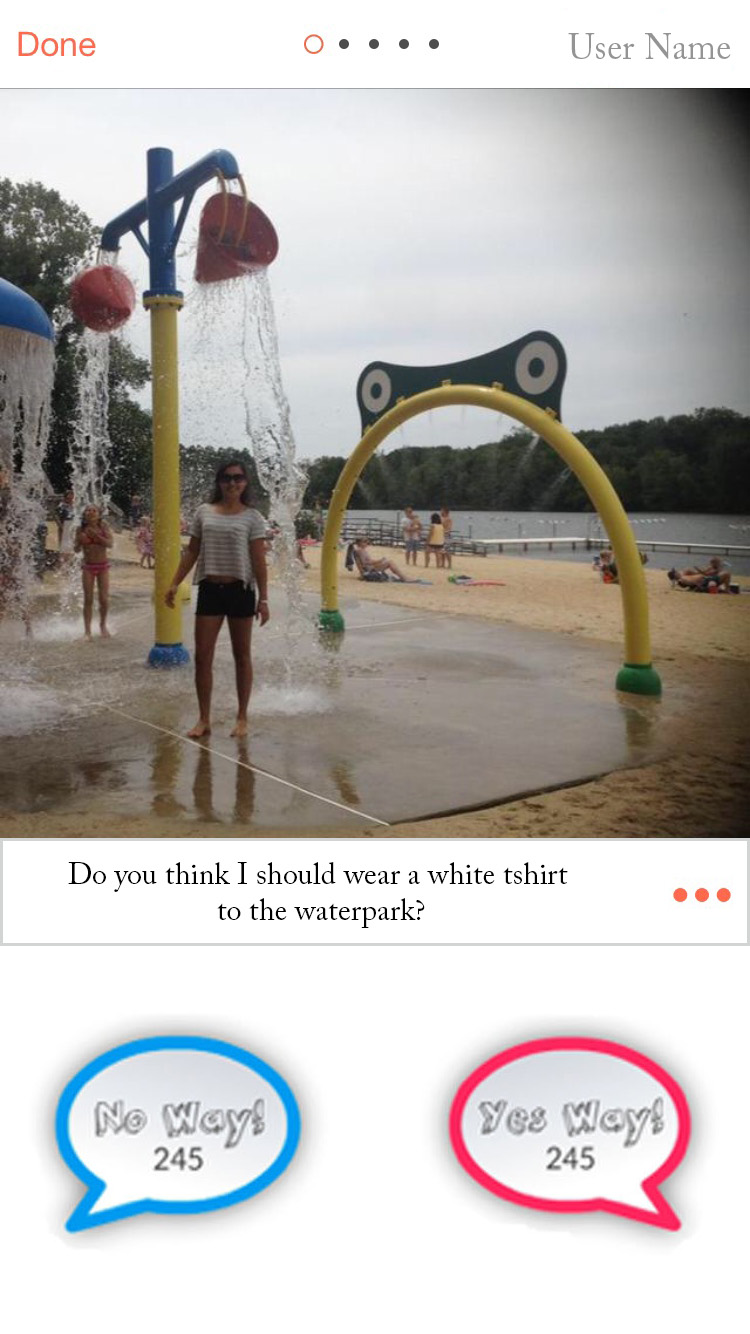 Done
User Name
Do you think I should wear a white tshirt
to the waterpark?
No Way!
245
Yes Way!
245